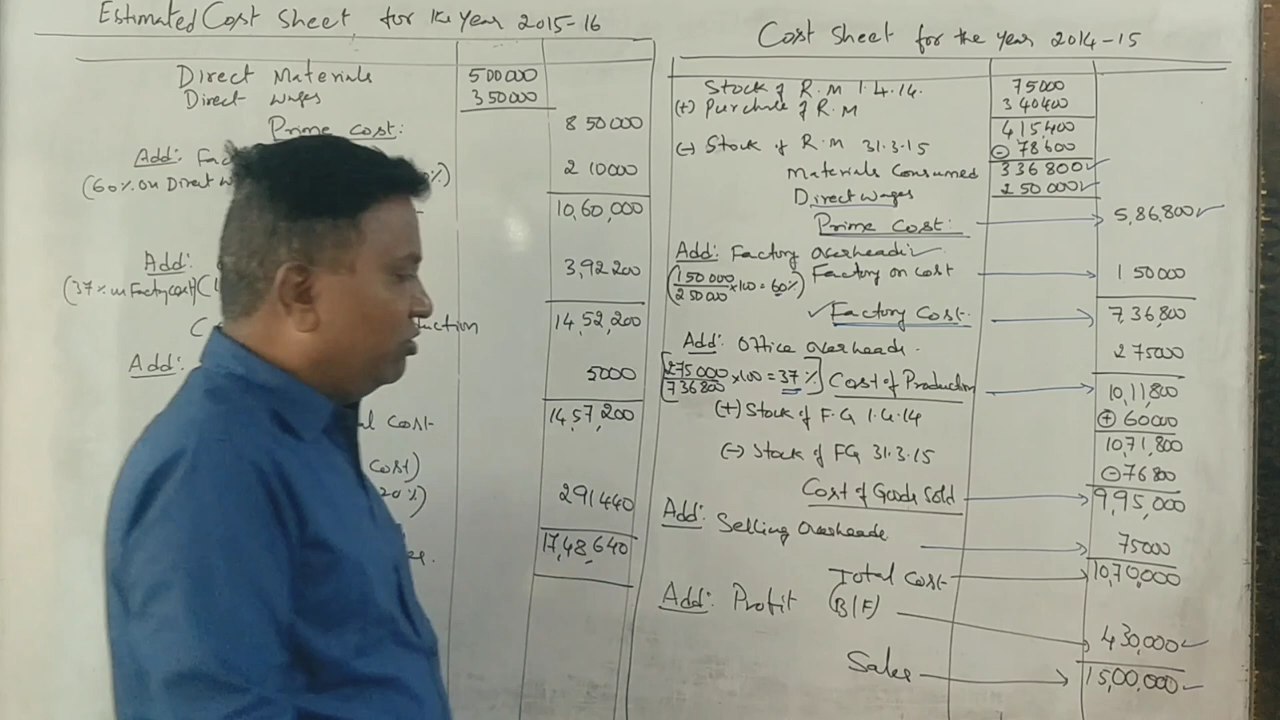 Estimated Cost Sheet for the Year 2015-16
Direct Materials 500000
Direct Wages 350000
Prime Cost: 850000
Add: 210000
(60% on Direct
10,60,000
Add: 3,92,200
(37% on Factory cost)
14,52,200
Add: 5000
Cost 14,57,200
Cost)
20%) 291440
17,48,640
Cost Sheet for the Year 2014-15
Stock of R.M 1.4.14. 75000
(+) Purchase of R.M 340400
415400
(-) Stock of R.M 31.3.15 - 78600
Materials Consumed 336800
Direct Wages 250000
Prime Cost: 5,86,800
Add: Factory Overheads
(150000/250000 ×100 = 60%) Factory on cost 150000
Factory Cost. 7,36,800
Add: Office Overheads. 275000
[275000/736800 ×100 = 37%] Cost of Production 10,11,800
(+) Stock of F.G 1.4.14 + 60000
10,71,800
(-) Stock of FG 31.3.15 - 76800
Cost of Goods Sold 9,95,000
Add: Selling Overheads 75000
Total Cost 10,70,000
Add: Profit (B/F) 430,000
Sales 15,00,000